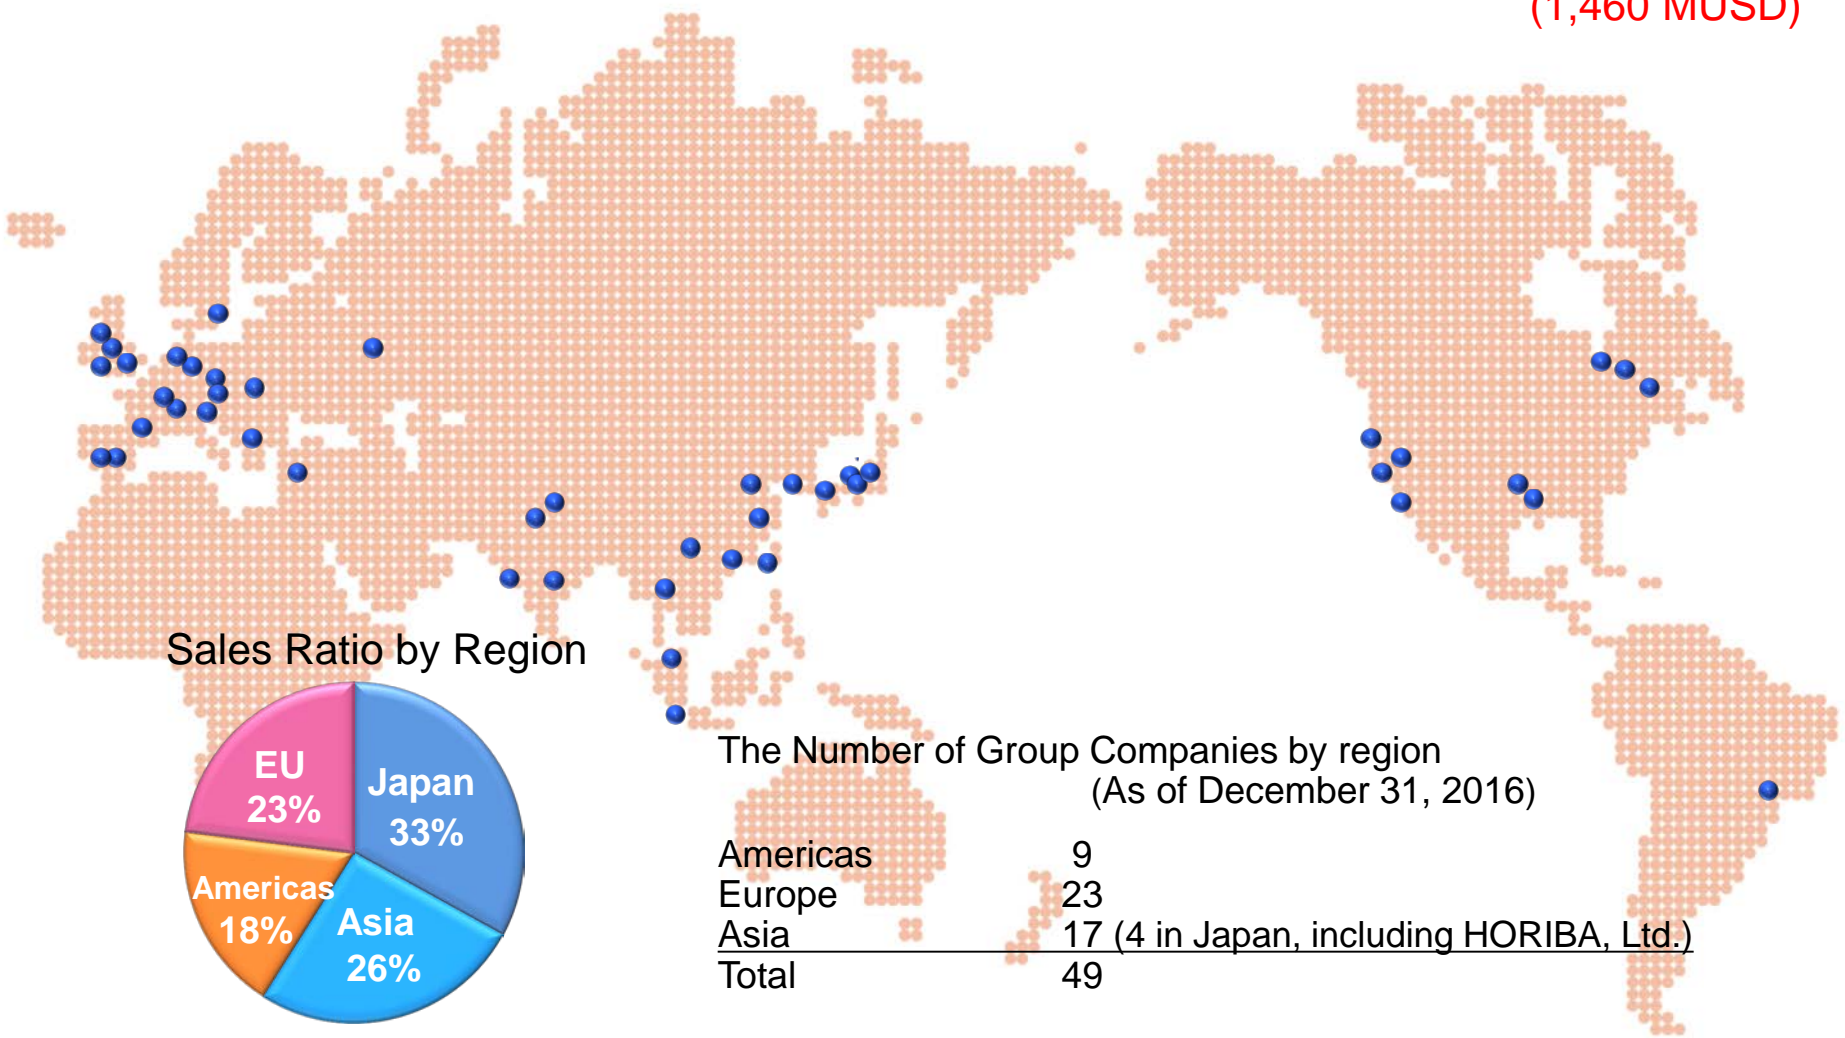 (1,460 MUSD)
Sales Ratio by Region
EU
23%
Japan
33%
Americas
18%
Asia
26%
The Number of Group Companies by region
(As of December 31, 2016)
Americas 9
Europe 23
Asia 17 (4 in Japan, including HORIBA, Ltd.)
Total 49